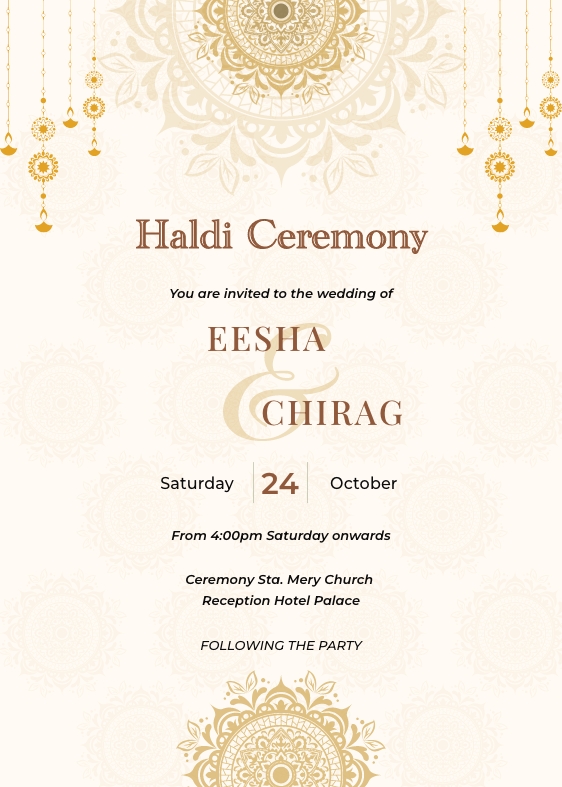 Haldi Ceremony
You are invited to the wedding of
EESHA
&
CHIRAG
Saturday 24 October
From 4:00pm Saturday onwards
Ceremony Sta. Mery Church
Reception Hotel Palace
FOLLOWING THE PARTY